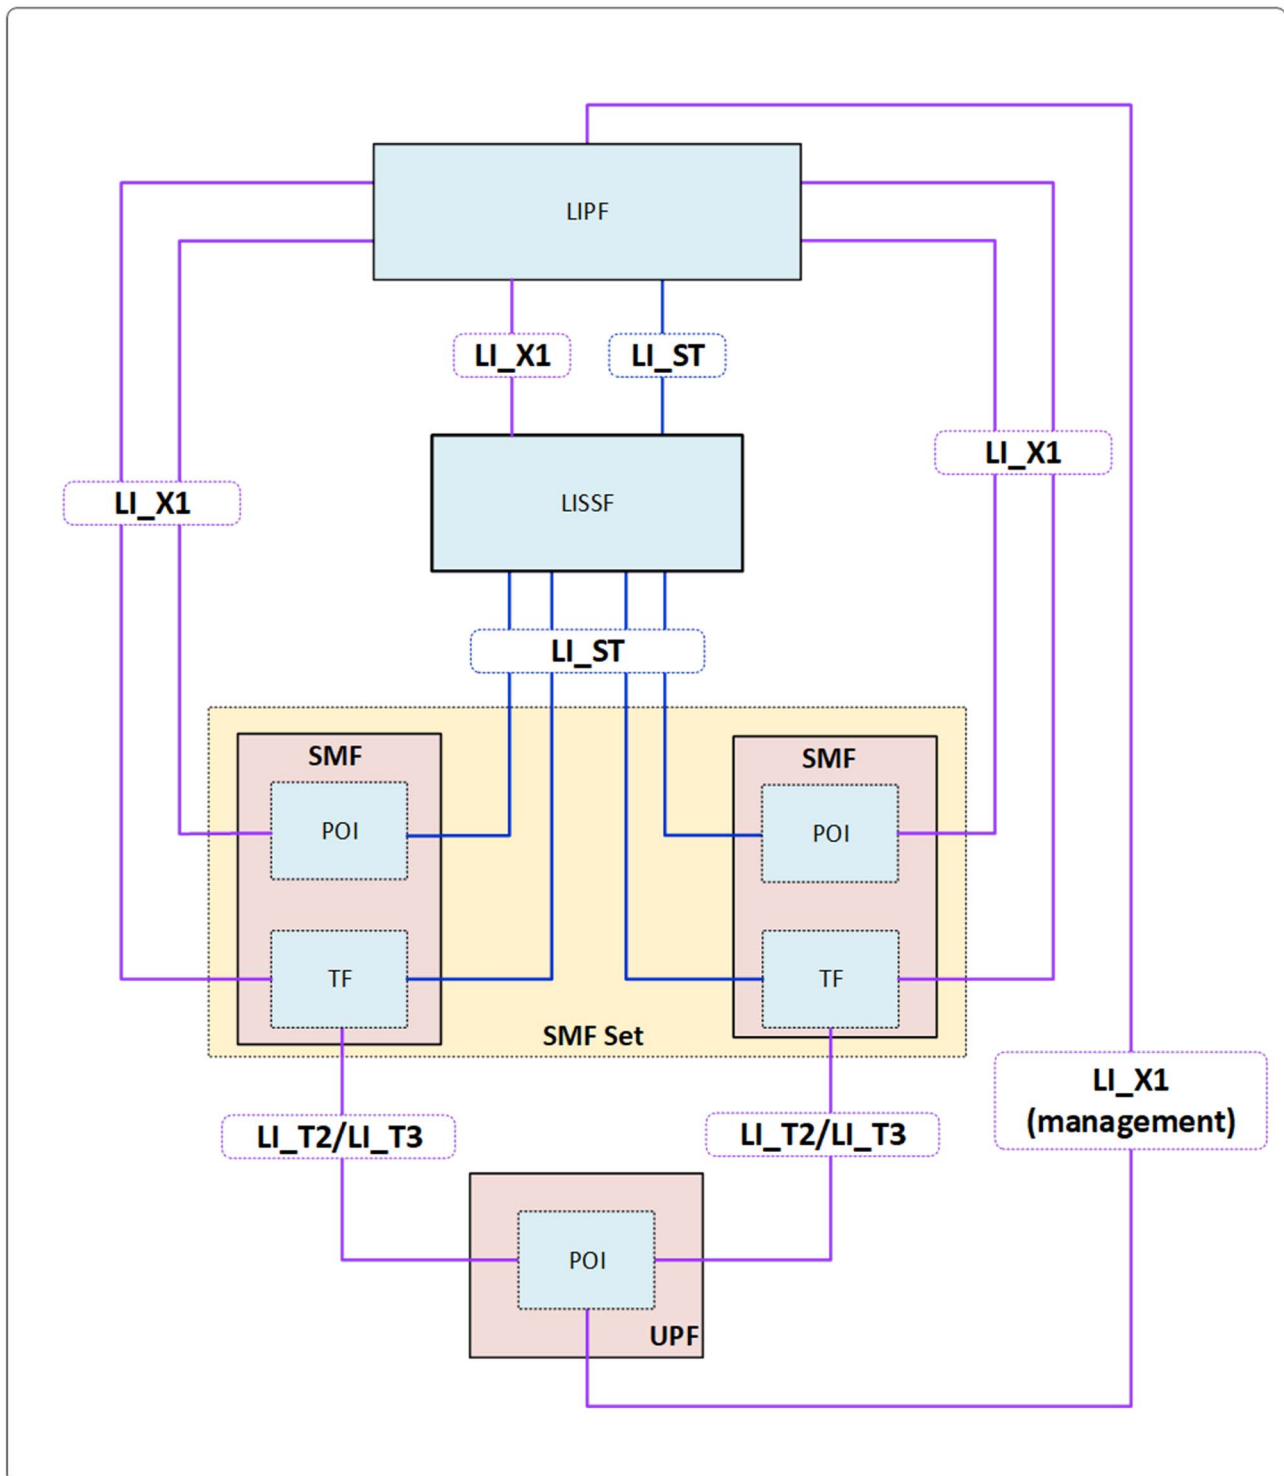 LIPF
LI_X1
LI_ST
LI_X1
LISSF
LI_X1
LI_ST
SMF
SMF
POI
POI
TF
TF
SMF Set
LI_X1
(management)
LI_T2/LI_T3
LI_T2/LI_T3
POI
UPF